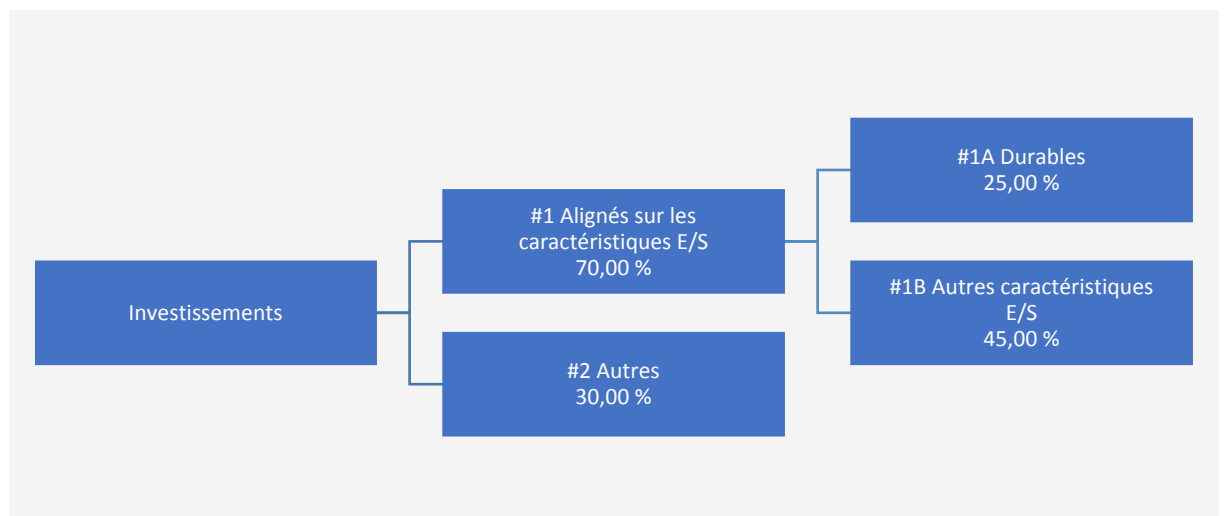 Investissements
#1 Alignés sur les
caractéristiques E/S
70,00 %
#2 Autres
30,00 %
#1A Durables
25,00 %
#1B Autres caractéristiques
E/S
45,00 %